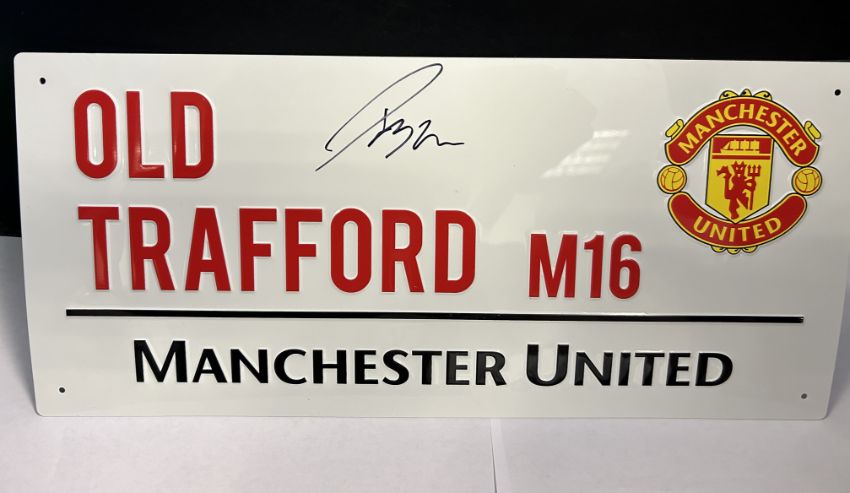 OLD
TRAFFORD M16
MANCHESTER UNITED
MANCHESTER
UNITED